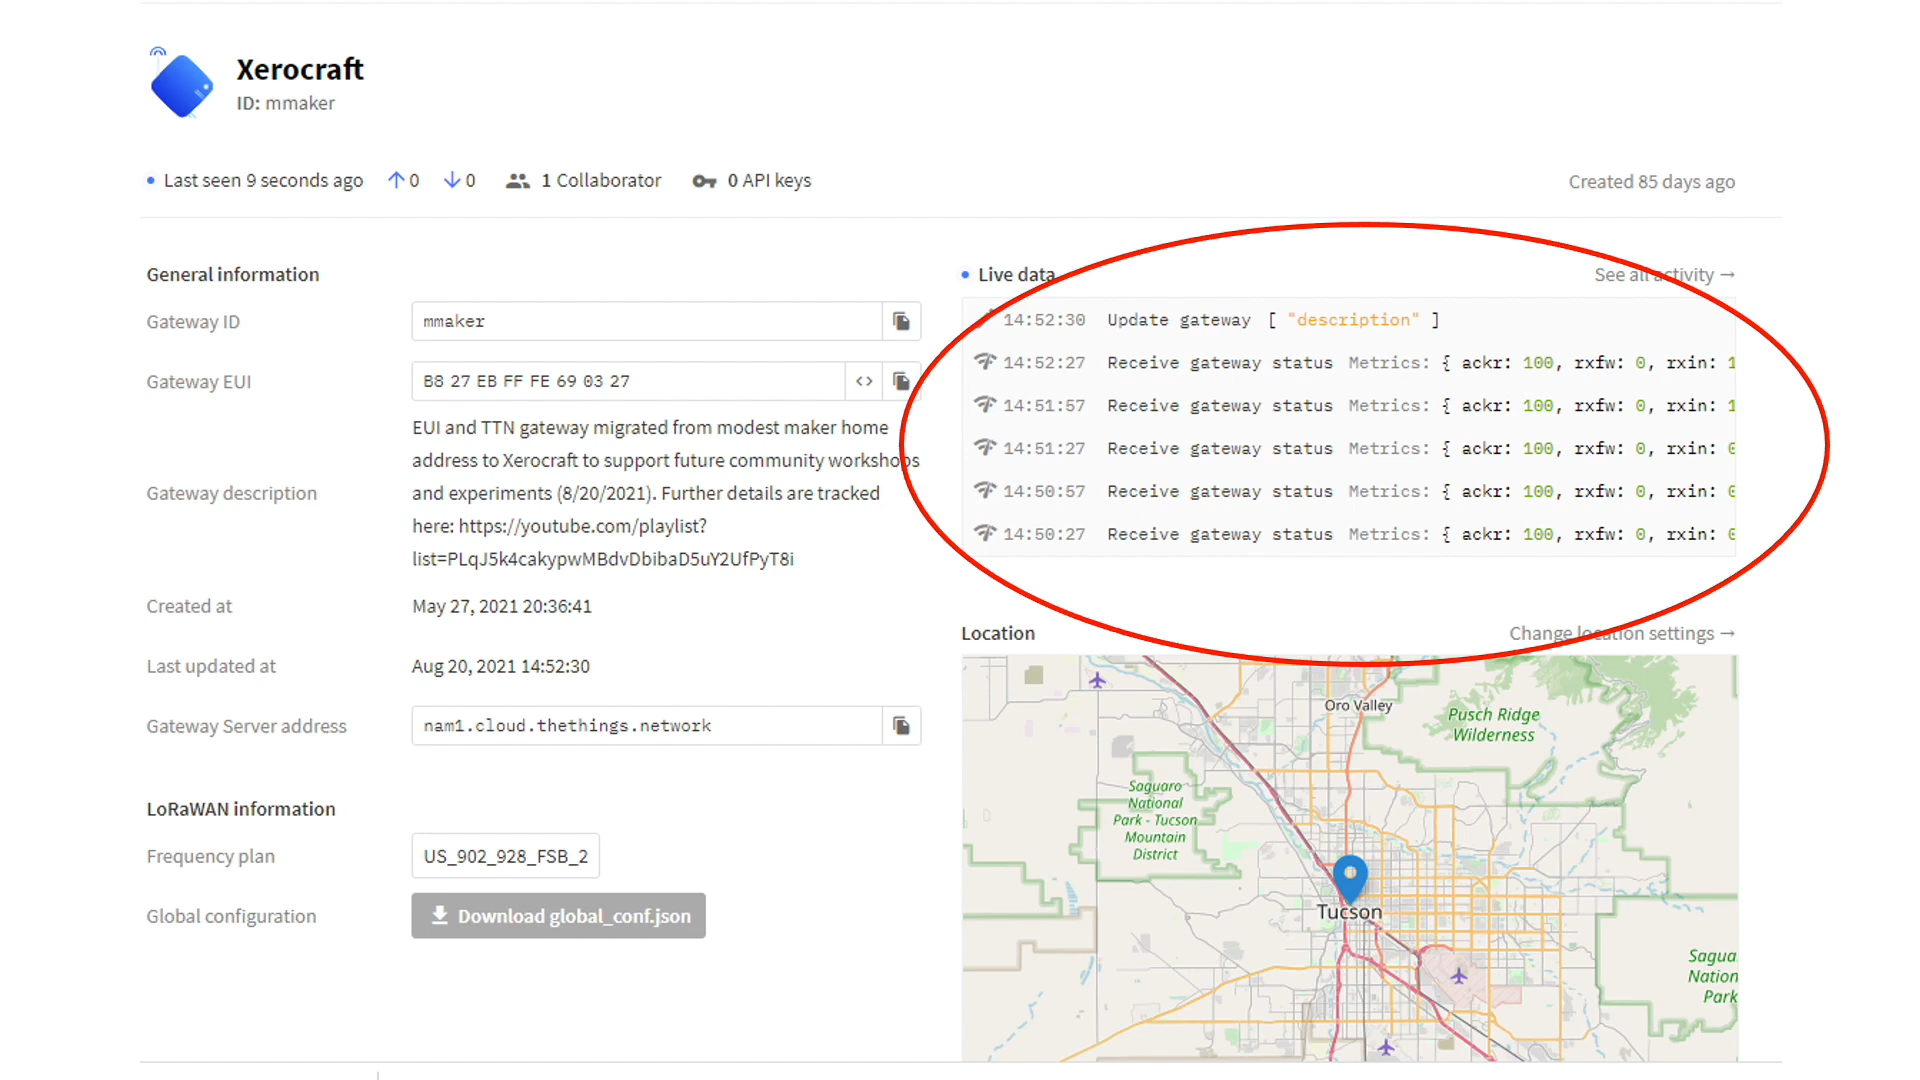 Xerocraft
ID: mmaker
Last seen 9 seconds ago ↑ 0 ↓ 0 1 Collaborator 0 API keys
Created 85 days ago
General information
Gateway ID
mmaker
Gateway EUI
B8 27 EB FF FE 69 03 27 <>
Gateway description
EUI and TTN gateway migrated from modest maker home
address to Xerocraft to support future community workshops
and experiments (8/20/2021). Further details are tracked
here: https://youtube.com/playlist?
list=PLqJ5k4cakypwMBdvDbibaD5uY2UfPyT8i
Created at
May 27, 2021 20:36:41
Last updated at
Aug 20, 2021 14:52:30
Gateway Server address
nam1.cloud.thethings.network
LoRaWAN information
Frequency plan
US_902_928_FSB_2
Global configuration
Download global_conf.json
Live data
See all activity →
14:52:30 Update gateway [ "description" ]
14:52:27 Receive gateway status Metrics: { ackr: 100, rxfw: 0, rxin: 1
14:51:57 Receive gateway status Metrics: { ackr: 100, rxfw: 0, rxin: 1
14:51:27 Receive gateway status Metrics: { ackr: 100, rxfw: 0, rxin: 0
14:50:57 Receive gateway status Metrics: { ackr: 100, rxfw: 0, rxin: 0
14:50:27 Receive gateway status Metrics: { ackr: 100, rxfw: 0, rxin: 0
Location
Change location settings →
Oro Valley
Pusch Ridge
Wilderness
Saguaro
National
Park - Tucson
Mountain
District
Tucson
Sagua
Nation
Park